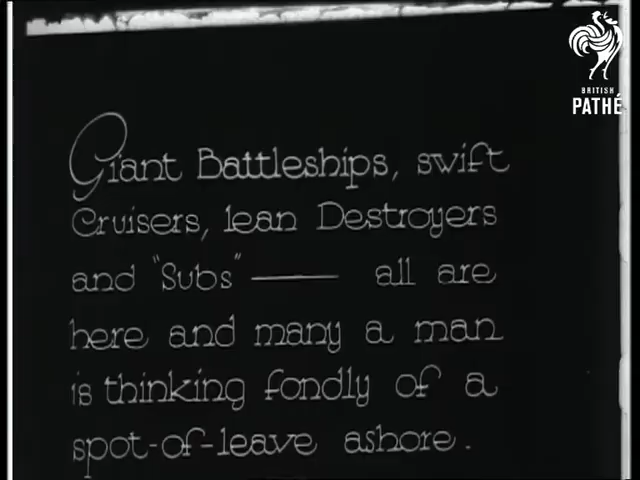 BRITISH
PATHÉ
Giant Battleships, swift
Cruisers, lean Destroyers
and "Subs" — all are
here and many a man
is thinking fondly of a
spot-of-leave ashore.